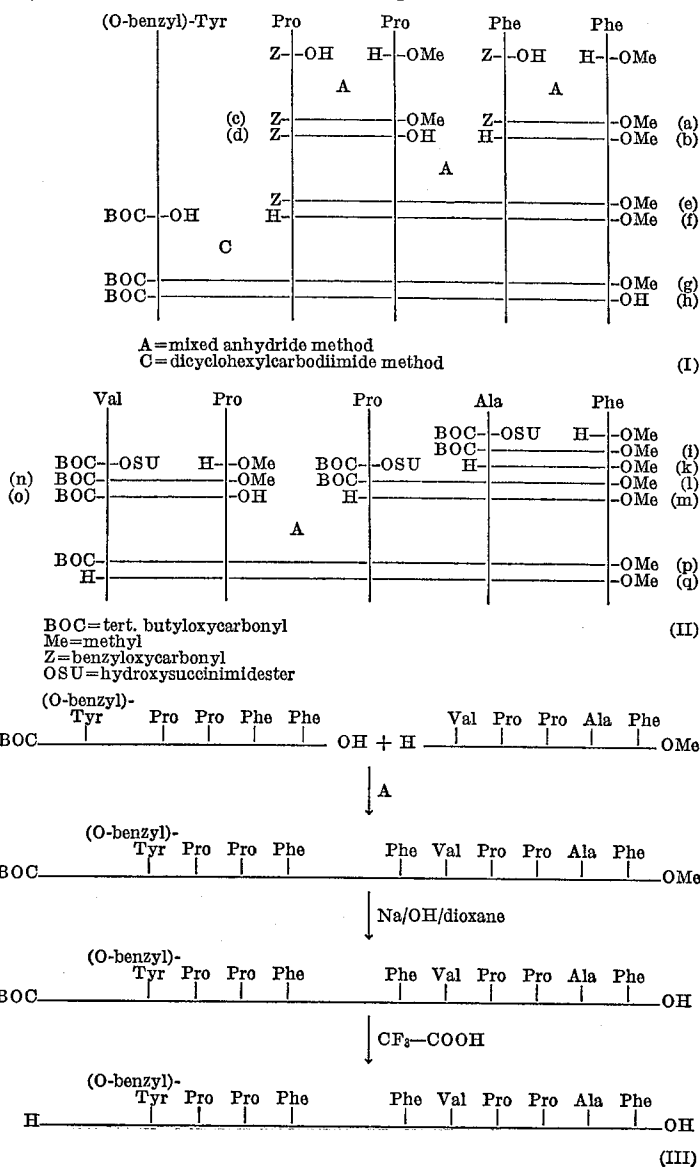 (O-benzyl)-Tyr Pro Pro Phe Phe
Z- -OH H- -OMe Z- -OH H- -OMe
A A
(c) Z- -OMe Z- -OMe (a)
(d) Z- -OH H- -OMe (b)
A
Z- -OMe (e)
BOC- -OH H- -OMe (f)
C
BOC- -OMe (g)
BOC- -OH (h)
A=mixed anhydride method
C=dicyclohexylcarbodiimide method (I)
Val Pro Pro Ala Phe
BOC- -OSU H- -OMe
BOC- -OMe (i)
BOC- -OSU H- -OMe BOC- -OSU H- -OMe (k)
(n) BOC- -OMe BOC- -OMe (l)
(o) BOC- -OH H- -OMe (m)
A
BOC- -OMe (p)
H- -OMe (q)
BOC=tert. butyloxycarbonyl (II)
Me=methyl
Z=benzyloxycarbonyl
OSU=hydroxysuccinimidester
(O-benzyl)-
Tyr Pro Pro Phe Phe Val Pro Pro Ala Phe
BOC OH + H OMe
A
(O-benzyl)-
Tyr Pro Pro Phe Phe Val Pro Pro Ala Phe
BOC OMe
Na/OH/dioxane
(O-benzyl)-
Tyr Pro Pro Phe Phe Val Pro Pro Ala Phe
BOC OH
CF₃—COOH
(O-benzyl)-
Tyr Pro Pro Phe Phe Val Pro Pro Ala Phe
H OH
(III)